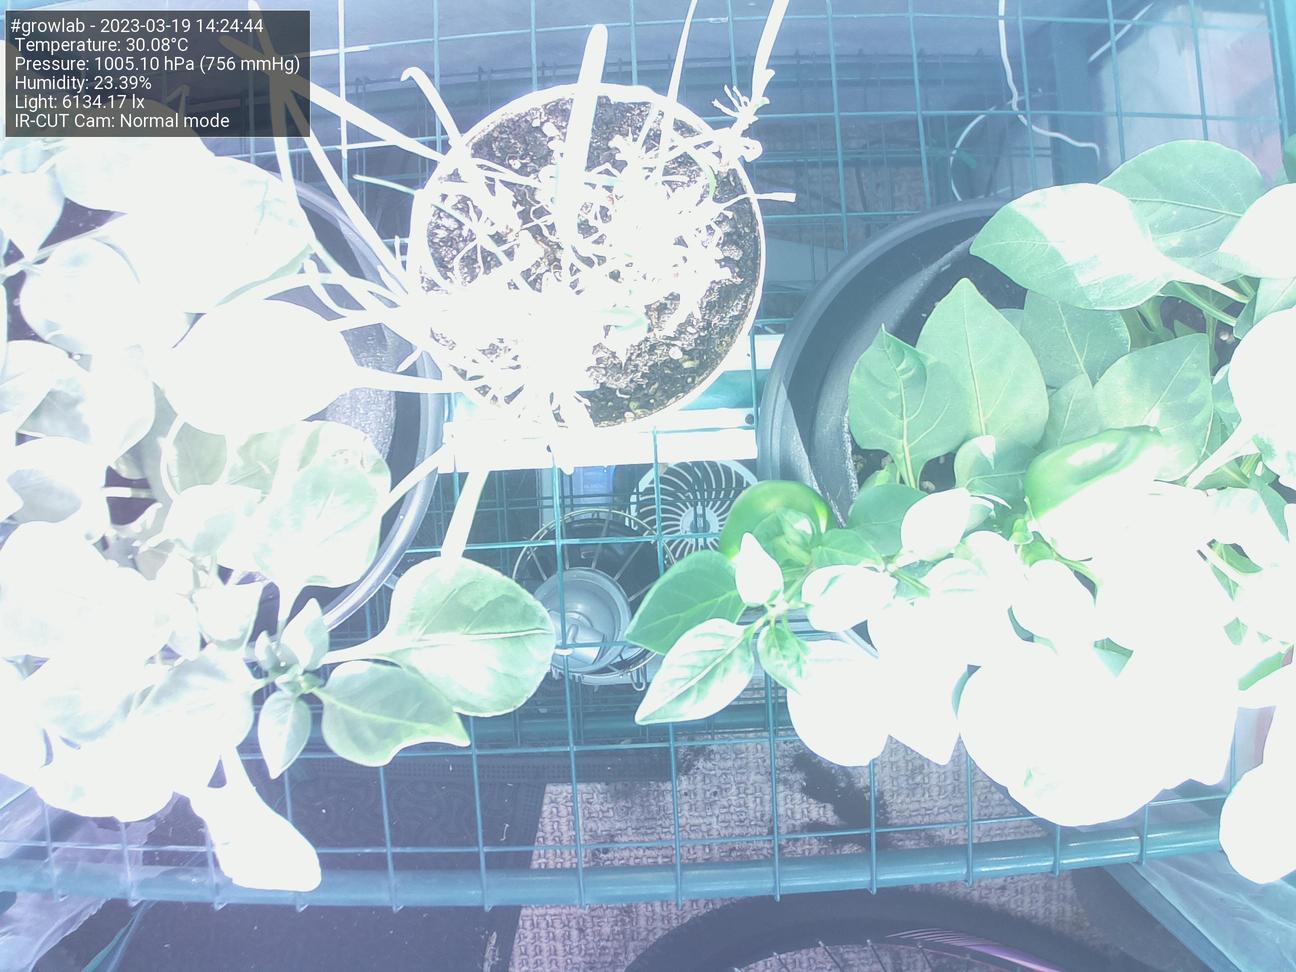 #growlab - 2023-03-19 14:24:44
Temperature: 30.08°C
Pressure: 1005.10 hPa (756 mmHg)
Humidity: 23.39%
Light: 6134.17 lx
IR-CUT Cam: Normal mode